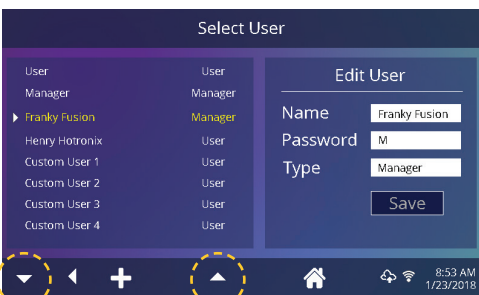 Select User
User User
Manager Manager
Franky Fusion Manager
Henry Hotronix User
Custom User 1 User
Custom User 2 User
Custom User 3 User
Custom User 4 User
Edit User
Name Franky Fusion
Password M
Type Manager
Save
8:53 AM
1/23/2018